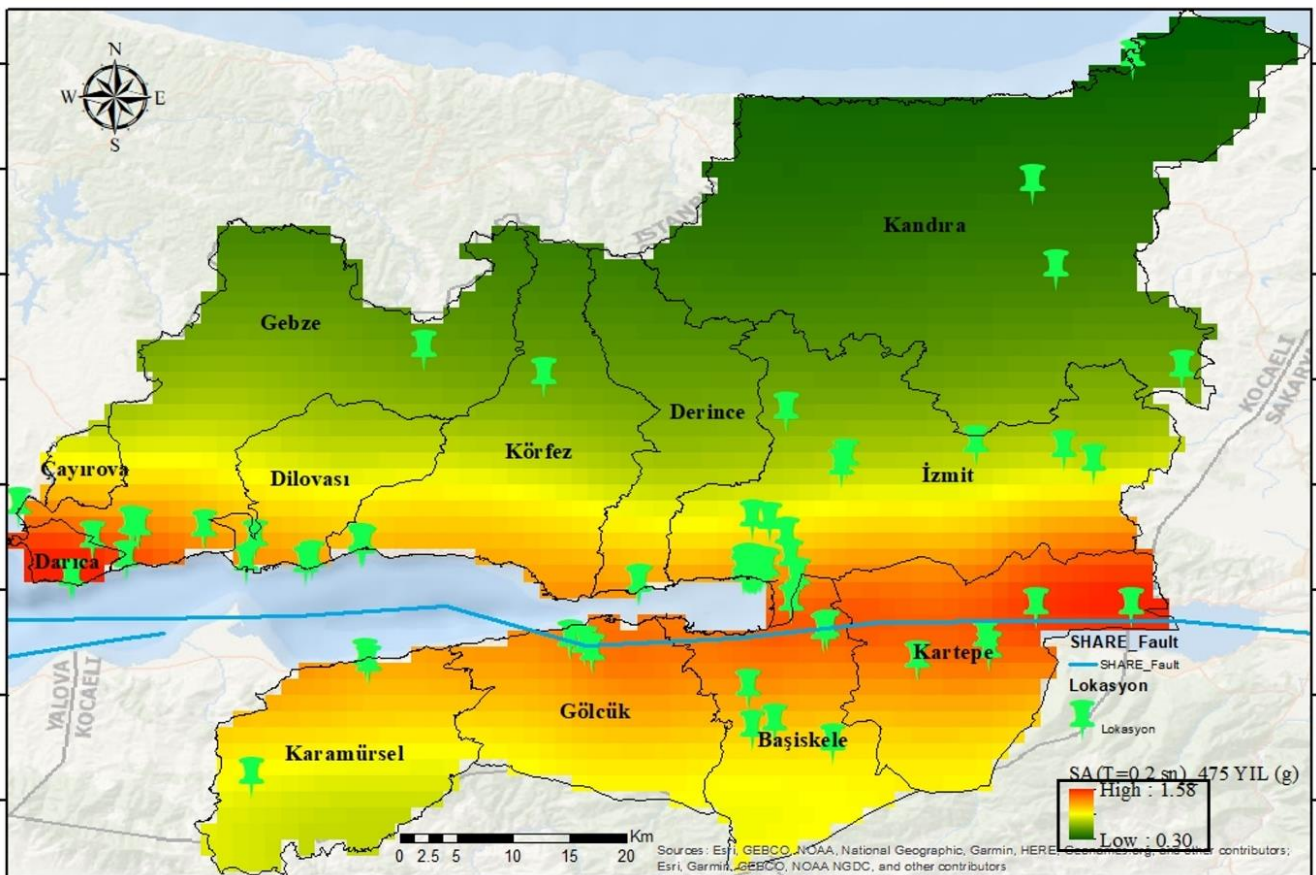 N
W E
S
ISTANBU
Kandıra
Gebze
KOCAELİ
SAKARY
Derince
Körfez
Çayırova
Dilovası
İzmit
Darıca
SHARE_Fault
SHARE_Fault
Kartepe
Lokasyon
YALOVA
KOCAELİ
Gölcük
Lokasyon
Başiskele
Karamürsel
SA(T=0.2 sn) 475 YIL (g)
High : 1.58
Low : 0.30
Km
0 2.5 5 10 15 20
Sources: Esri, GEBCO, NOAA, National Geographic, Garmin, HERE, Geonames.org, and other contributors;
Esri, Garmin, GEBCO, NOAA NGDC, and other contributors